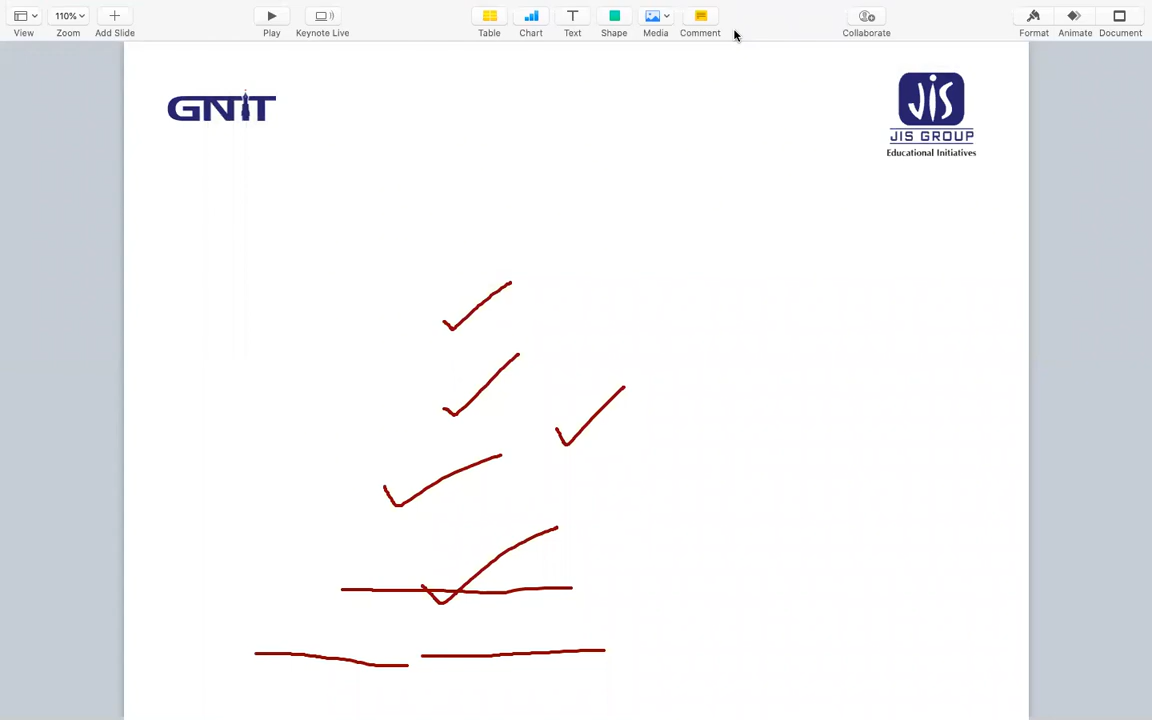 110%
View Zoom Add Slide Play Keynote Live Table Chart Text Shape Media Comment Collaborate Format Animate Document
GNIT
JIS
JIS GROUP
Educational Initiatives